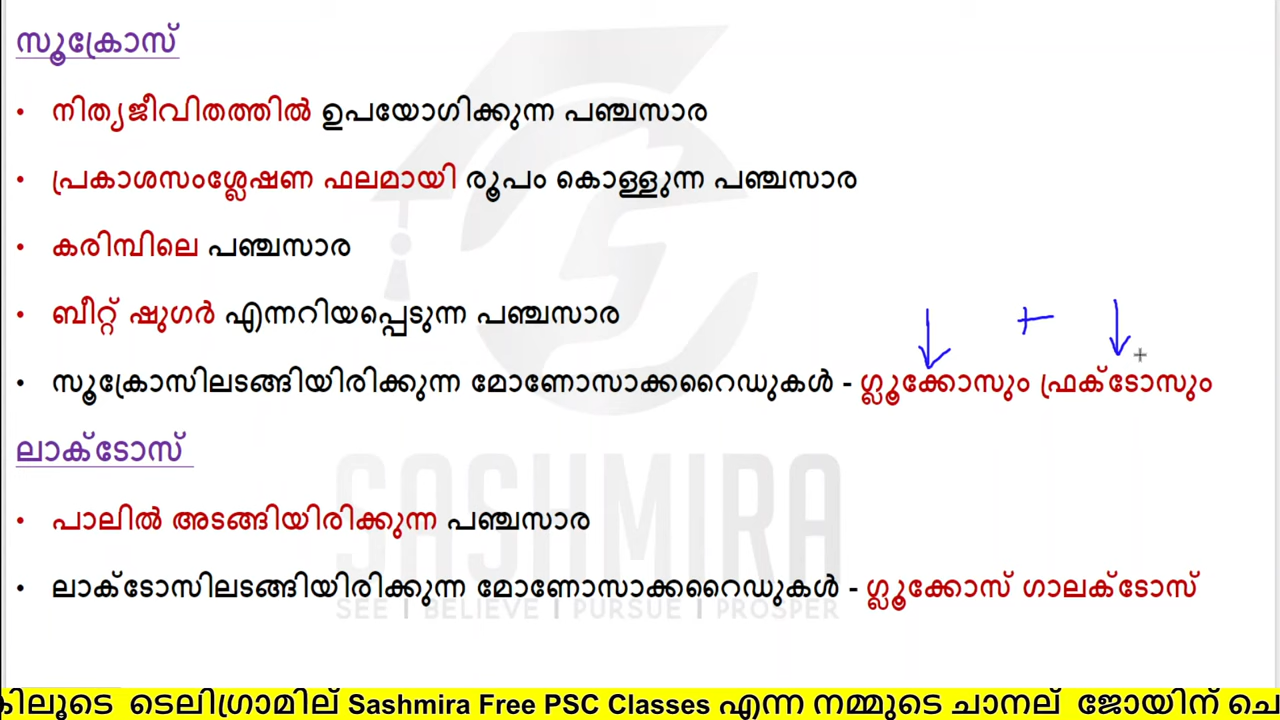 സൂക്രോസ്
• നിത്യജീവിതത്തിൽ ഉപയോഗിക്കുന്ന പഞ്ചസാര
• പ്രകാശസംശ്ലേഷണ ഫലമായി രൂപം കൊള്ളുന്ന പഞ്ചസാര
• കരിമ്പിലെ പഞ്ചസാര
• ബീറ്റ് ഷുഗർ എന്നറിയപ്പെടുന്ന പഞ്ചസാര
+
• സൂക്രോസിലടങ്ങിയിരിക്കുന്ന മോണോസാക്കറൈഡുകൾ - ഗ്ലൂക്കോസും ഫ്രക്ടോസും
ലാക്ടോസ്
• പാലിൽ അടങ്ങിയിരിക്കുന്ന പഞ്ചസാര
• ലാക്ടോസിലടങ്ങിയിരിക്കുന്ന മോണോസാക്കറൈഡുകൾ - ഗ്ലൂക്കോസ് ഗാലക്ടോസ്
SASHMIRA
SEE | BELIEVE | PURSUE | PROSPER
കിലൂടെ ടെലിഗ്രാമില് Sashmira Free PSC Classes എന്ന നമ്മുടെ ചാനല് ജോയിന് ചെ